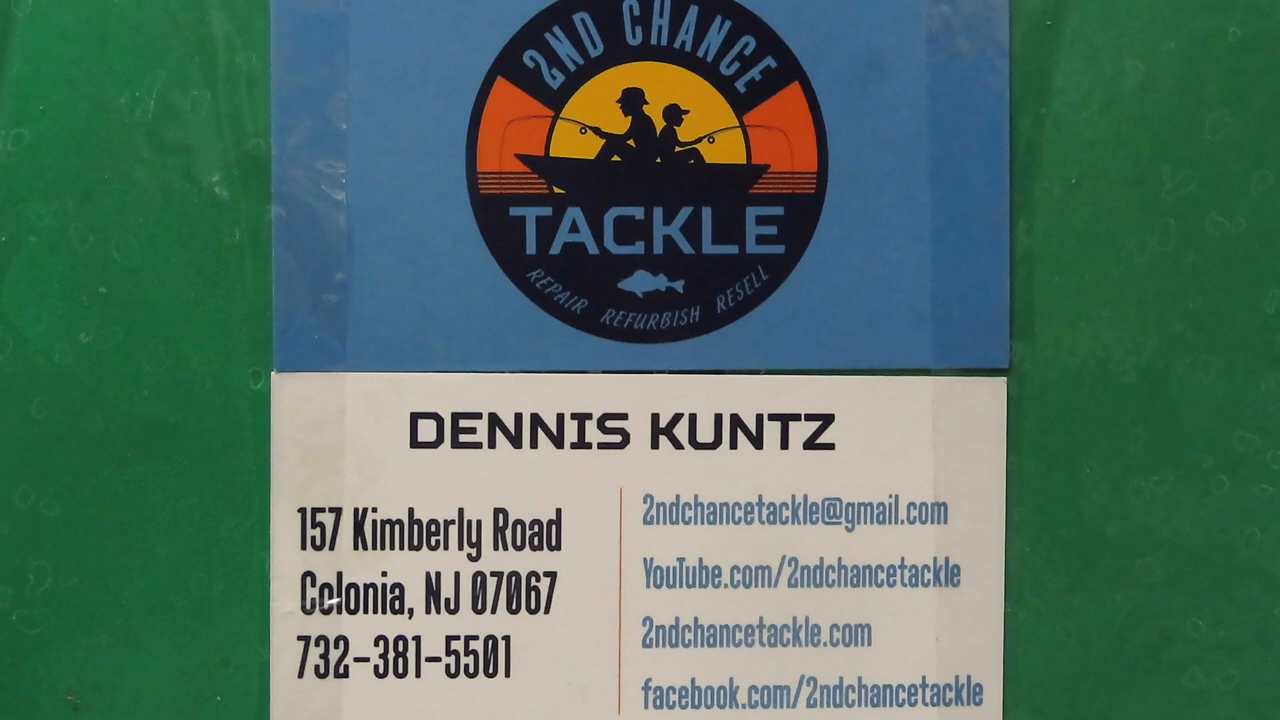 2ND CHANCE
TACKLE
REPAIR REFURBISH RESELL
DENNIS KUNTZ
157 Kimberly Road
Colonia, NJ 07067
732-381-5501
2ndchancetackle@gmail.com
YouTube.com/2ndchancetackle
2ndchancetackle.com
facebook.com/2ndchancetackle